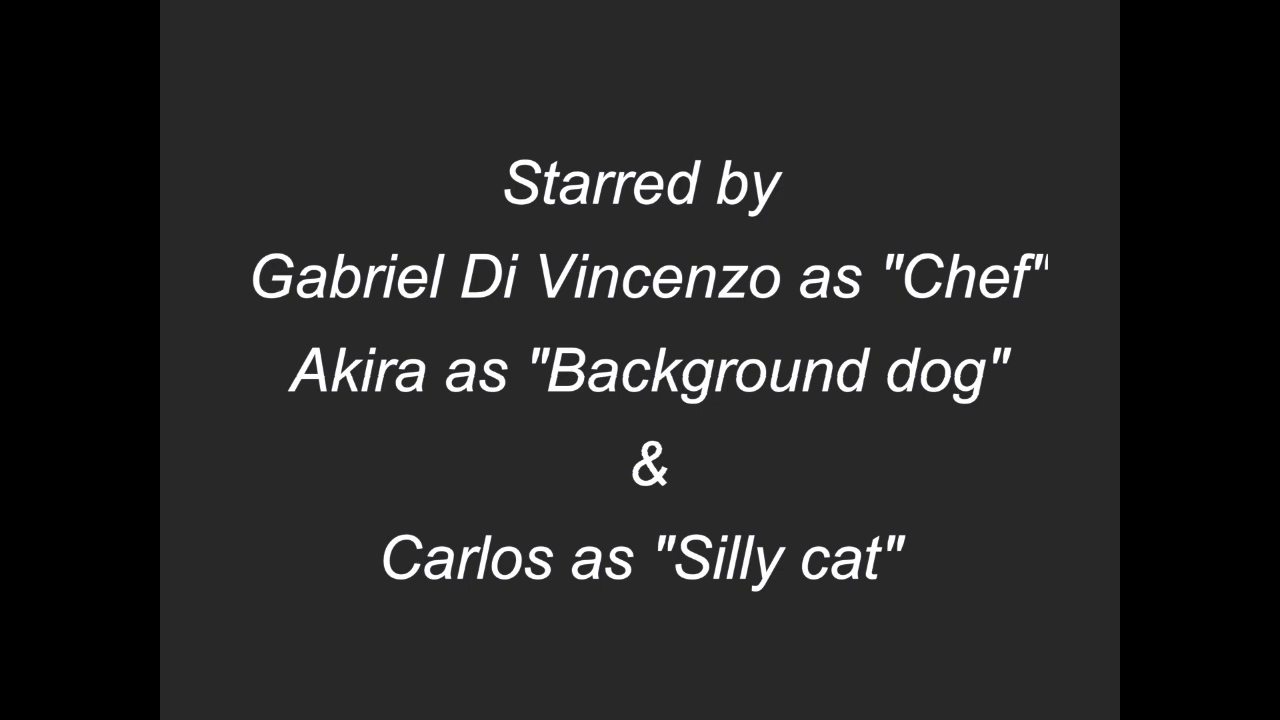 Starred by
Gabriel Di Vincenzo as "Chef"
Akira as "Background dog"
&
Carlos as "Silly cat"